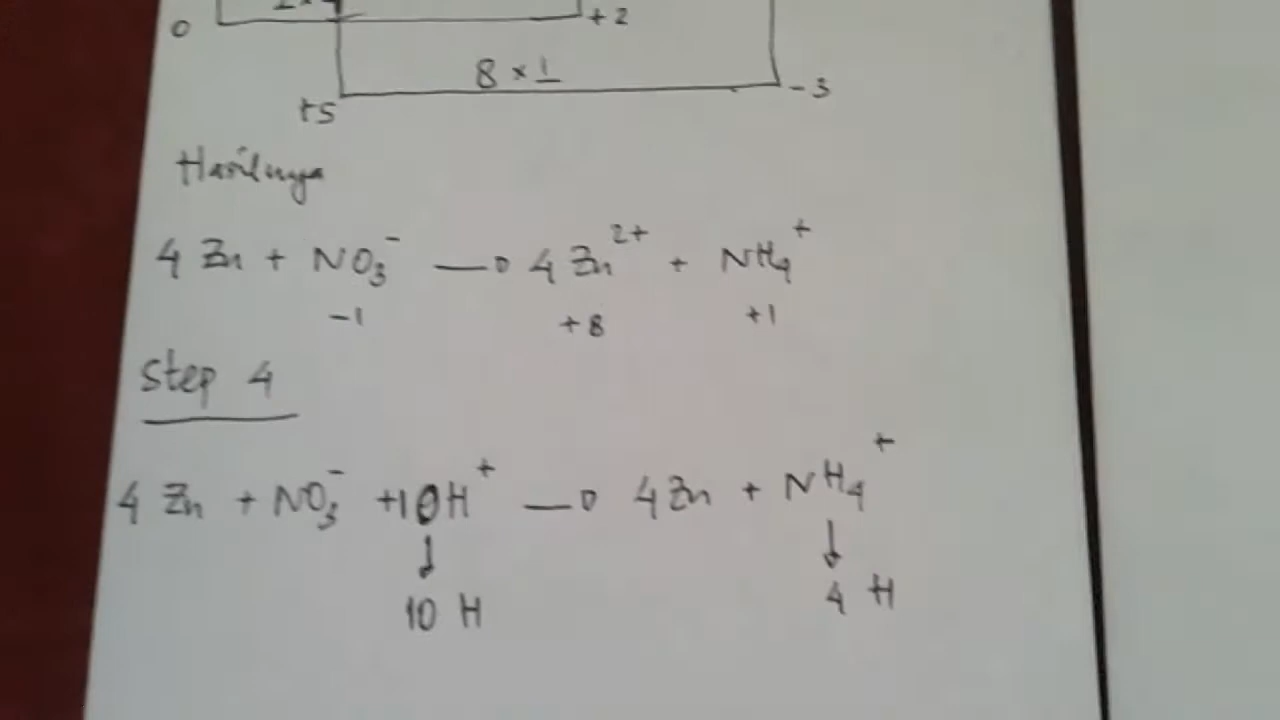 0 +2
8 × 1
+5 -3
Hasilnya
4 Zn + NO₃⁻ → 4 Zn²⁺ + NH₄⁺
-1 +8 +1
Step 4
4 Zn + NO₃⁻ + 10H⁺ → 4 Zn + NH₄⁺
↓ ↓
10 H 4 H